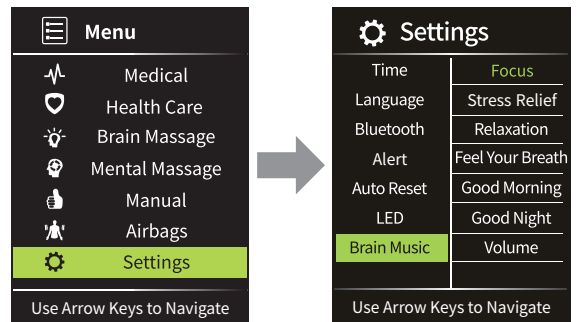 Menu
Medical
Health Care
Brain Massage
Mental Massage
Manual
Airbags
Settings
Use Arrow Keys to Navigate
Settings
Time
Focus
Language
Stress Relief
Bluetooth
Relaxation
Alert
Feel Your Breath
Auto Reset
Good Morning
LED
Good Night
Brain Music
Volume
Use Arrow Keys to Navigate